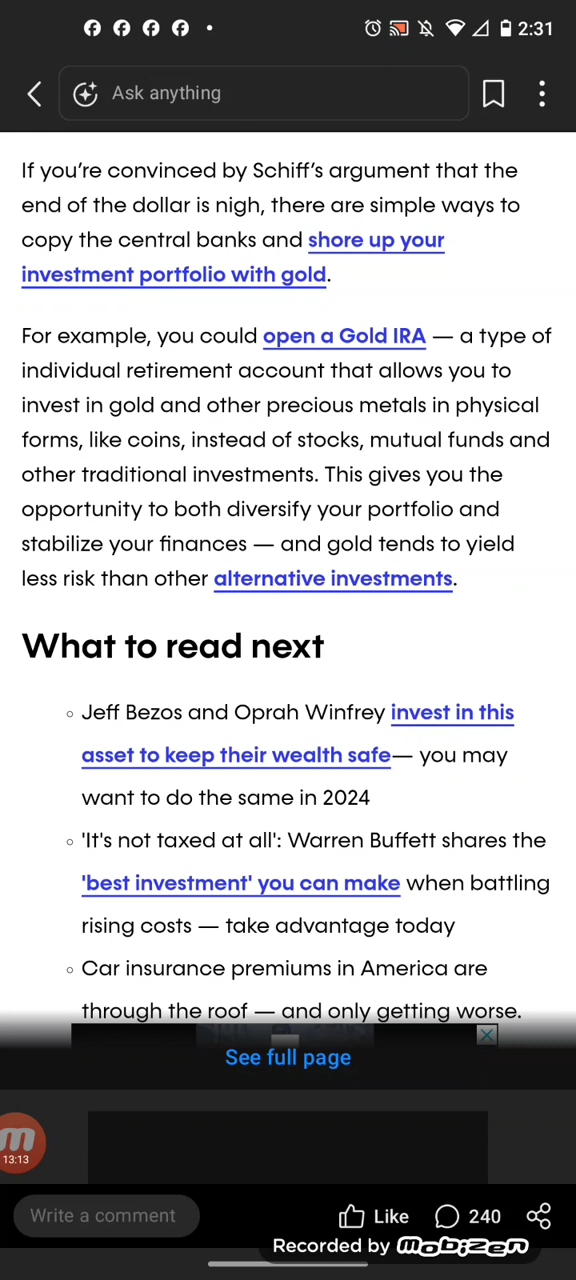 2:31
Ask anything
If you're convinced by Schiff's argument that the
end of the dollar is nigh, there are simple ways to
copy the central banks and shore up your
investment portfolio with gold.
For example, you could open a Gold IRA — a type of
individual retirement account that allows you to
invest in gold and other precious metals in physical
forms, like coins, instead of stocks, mutual funds and
other traditional investments. This gives you the
opportunity to both diversify your portfolio and
stabilize your finances — and gold tends to yield
less risk than other alternative investments.
What to read next
Jeff Bezos and Oprah Winfrey invest in this
asset to keep their wealth safe— you may
want to do the same in 2024
'It's not taxed at all': Warren Buffett shares the
'best investment' you can make when battling
rising costs — take advantage today
Car insurance premiums in America are
through the roof — and only getting worse.
See full page
13:13
Write a comment
Like
240
Recorded by mobizen